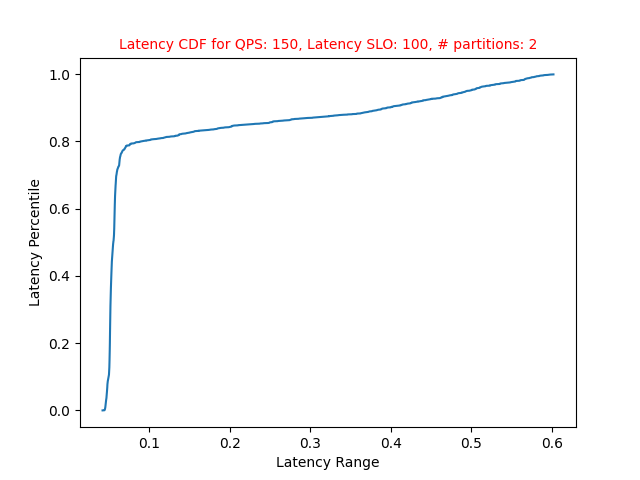 Latency CDF for QPS: 150, Latency SLO: 100, # partitions: 2
1.0
0.8
0.6
0.4
0.2
0.0
Latency Percentile
0.1 0.2 0.3 0.4 0.5 0.6
Latency Range